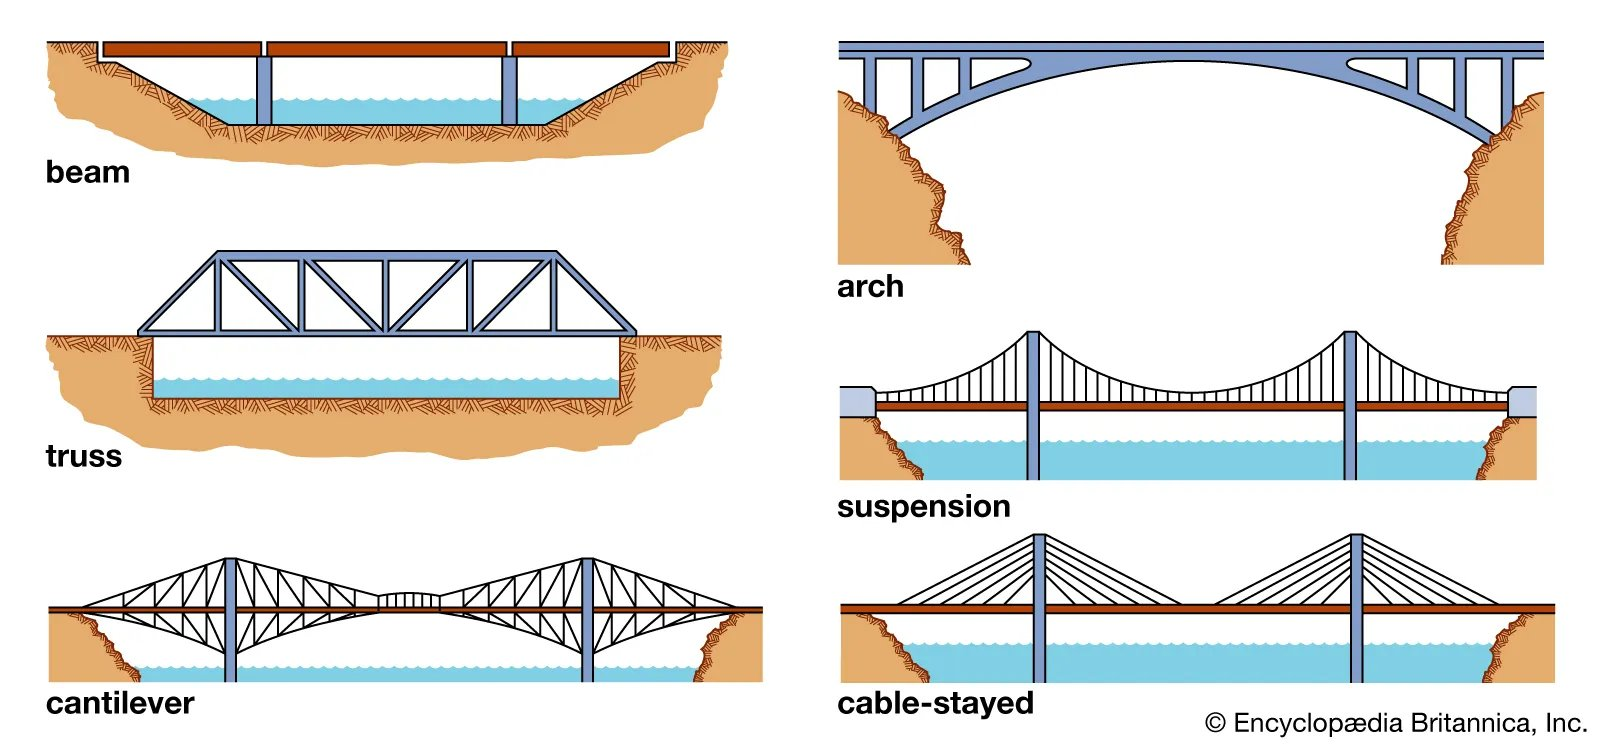 beam
truss
cantilever
arch
suspension
cable-stayed
© Encyclopædia Britannica, Inc.